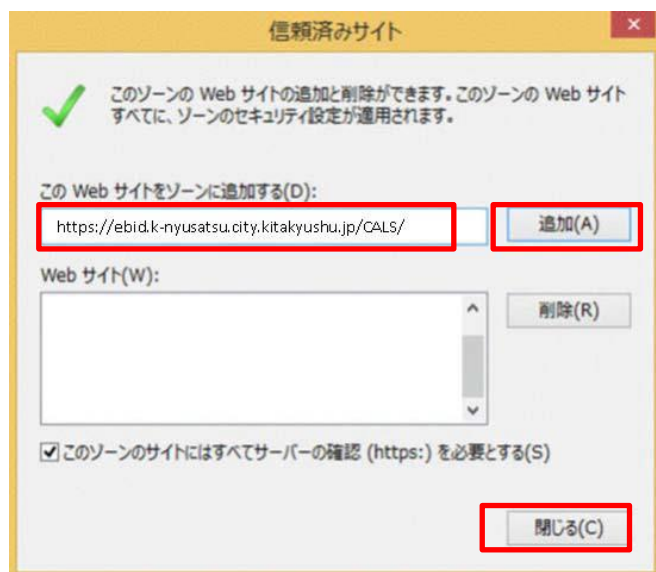 信頼済みサイト
このゾーンの Web サイトの追加と削除ができます。このゾーンの Web サイト
すべてに、ゾーンのセキュリティ設定が適用されます。
この Web サイトをゾーンに追加する(D):
https://ebid.k-nyusatsu.city.kitakyushu.jp/CALS/
追加(A)
Web サイト(W):
削除(R)
このゾーンのサイトにはすべてサーバーの確認 (https:) を必要とする(S)
閉じる(C)